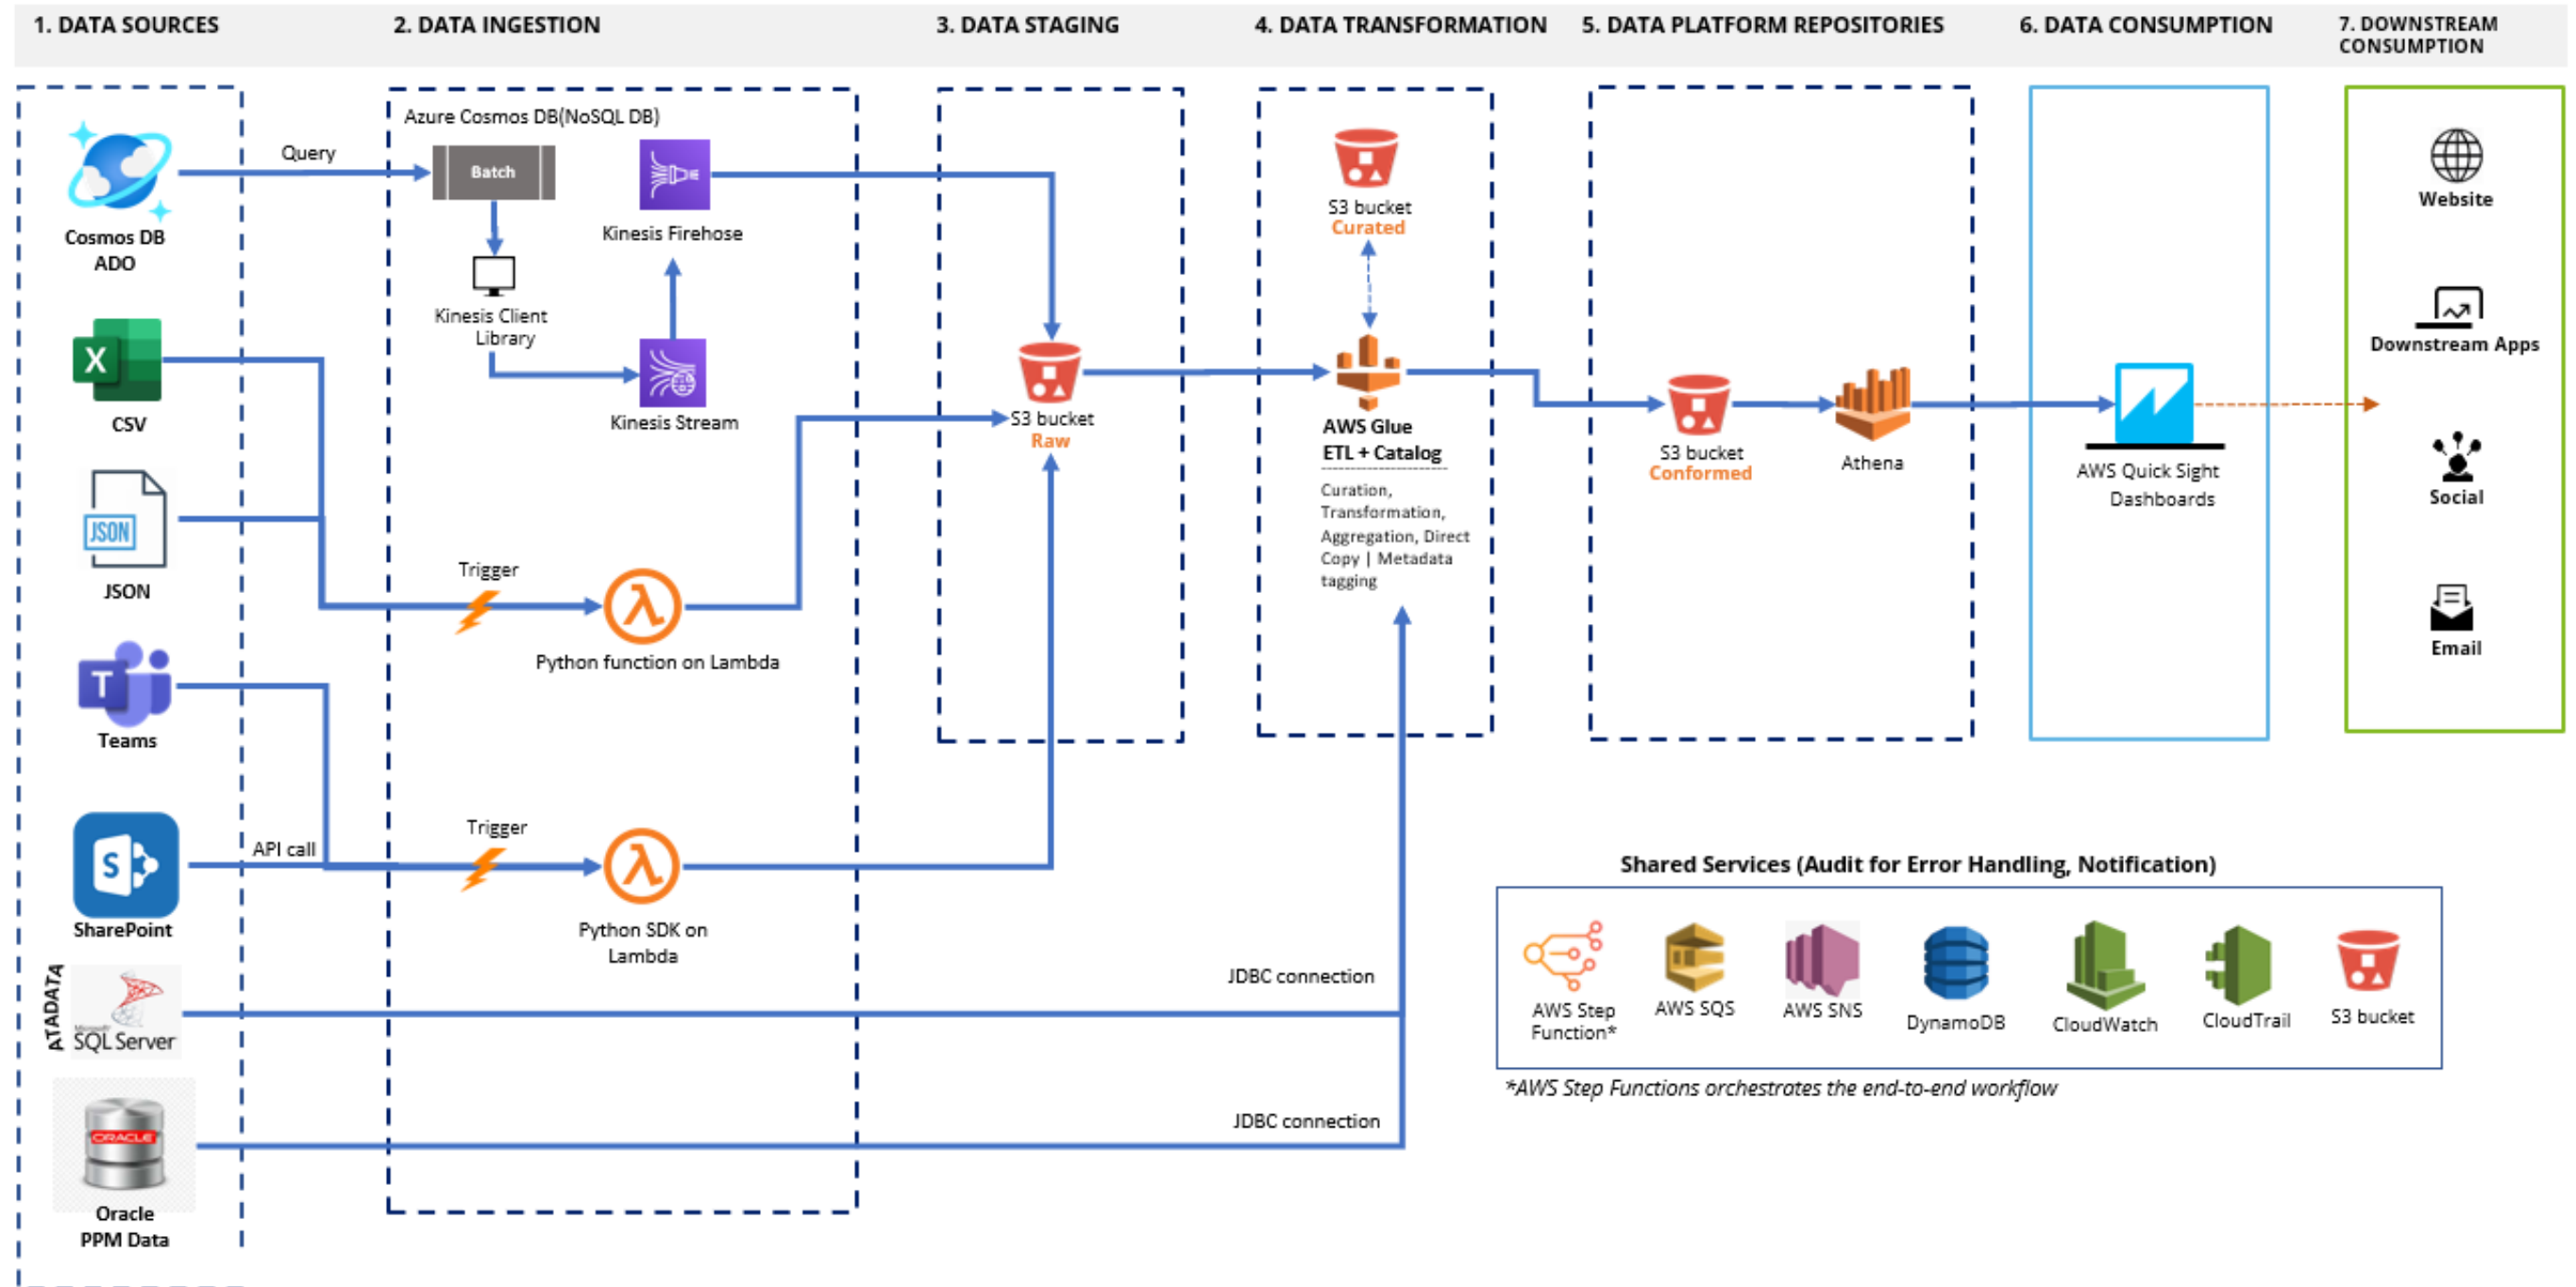 1. DATA SOURCES
2. DATA INGESTION
3. DATA STAGING
4. DATA TRANSFORMATION
5. DATA PLATFORM REPOSITORIES
6. DATA CONSUMPTION
7. DOWNSTREAM
CONSUMPTION
Cosmos DB
ADO
X
CSV
JSON
JSON
T
Teams
S
SharePoint
ATADATA
Microsoft
SQL Server
ORACLE
Oracle
PPM Data
Query
API call
Azure Cosmos DB(NoSQL DB)
Batch
Kinesis Client
Library
Kinesis Firehose
Kinesis Stream
Trigger
λ
Python function on Lambda
Trigger
λ
Python SDK on
Lambda
S3 bucket
Raw
S3 bucket
Curated
AWS Glue
ETL + Catalog
Curation,
Transformation,
Aggregation, Direct
Copy | Metadata
tagging
JDBC connection
JDBC connection
S3 bucket
Conformed
Athena
AWS Quick Sight
Dashboards
Website
Downstream Apps
Social
Email
Shared Services (Audit for Error Handling, Notification)
AWS Step
Function*
AWS SQS
AWS SNS
DynamoDB
CloudWatch
CloudTrail
S3 bucket
*AWS Step Functions orchestrates the end-to-end workflow